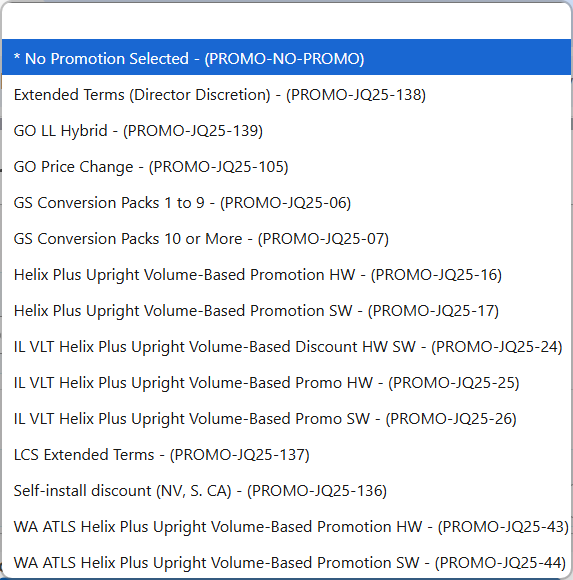 * No Promotion Selected - (PROMO-NO-PROMO)
Extended Terms (Director Discretion) - (PROMO-JQ25-138)
GO LL Hybrid - (PROMO-JQ25-139)
GO Price Change - (PROMO-JQ25-105)
GS Conversion Packs 1 to 9 - (PROMO-JQ25-06)
GS Conversion Packs 10 or More - (PROMO-JQ25-07)
Helix Plus Upright Volume-Based Promotion HW - (PROMO-JQ25-16)
Helix Plus Upright Volume-Based Promotion SW - (PROMO-JQ25-17)
IL VLT Helix Plus Upright Volume-Based Discount HW SW - (PROMO-JQ25-24)
IL VLT Helix Plus Upright Volume-Based Promo HW - (PROMO-JQ25-25)
IL VLT Helix Plus Upright Volume-Based Promo SW - (PROMO-JQ25-26)
LCS Extended Terms - (PROMO-JQ25-137)
Self-install discount (NV, S. CA) - (PROMO-JQ25-136)
WA ATLS Helix Plus Upright Volume-Based Promotion HW - (PROMO-JQ25-43)
WA ATLS Helix Plus Upright Volume-Based Promotion SW - (PROMO-JQ25-44)